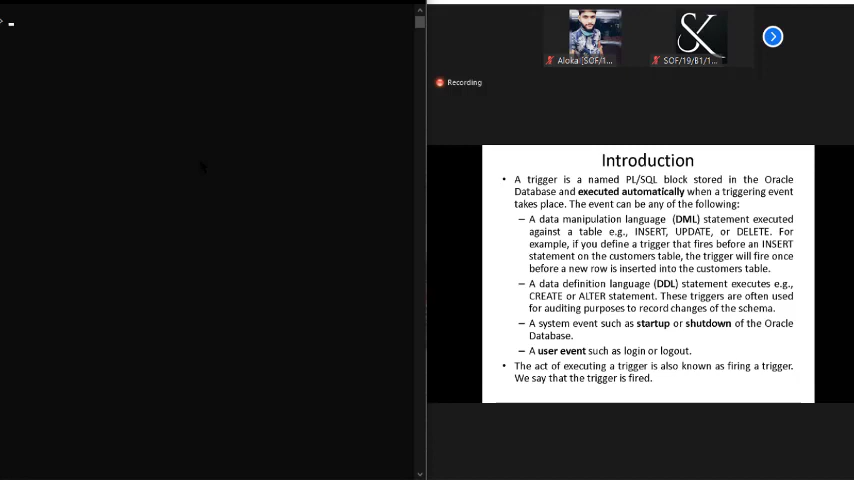 > _
SK
Aloka [SOF/1...
SOF/19/B1/1...
Recording
Introduction
• A trigger is a named PL/SQL block stored in the Oracle
Database and executed automatically when a triggering event
takes place. The event can be any of the following:
– A data manipulation language (DML) statement executed
against a table e.g., INSERT, UPDATE, or DELETE. For
example, if you define a trigger that fires before an INSERT
statement on the customers table, the trigger will fire once
before a new row is inserted into the customers table.
– A data definition language (DDL) statement executes e.g.,
CREATE or ALTER statement. These triggers are often used
for auditing purposes to record changes of the schema.
– A system event such as startup or shutdown of the Oracle
Database.
– A user event such as login or logout.
• The act of executing a trigger is also known as firing a trigger.
We say that the trigger is fired.